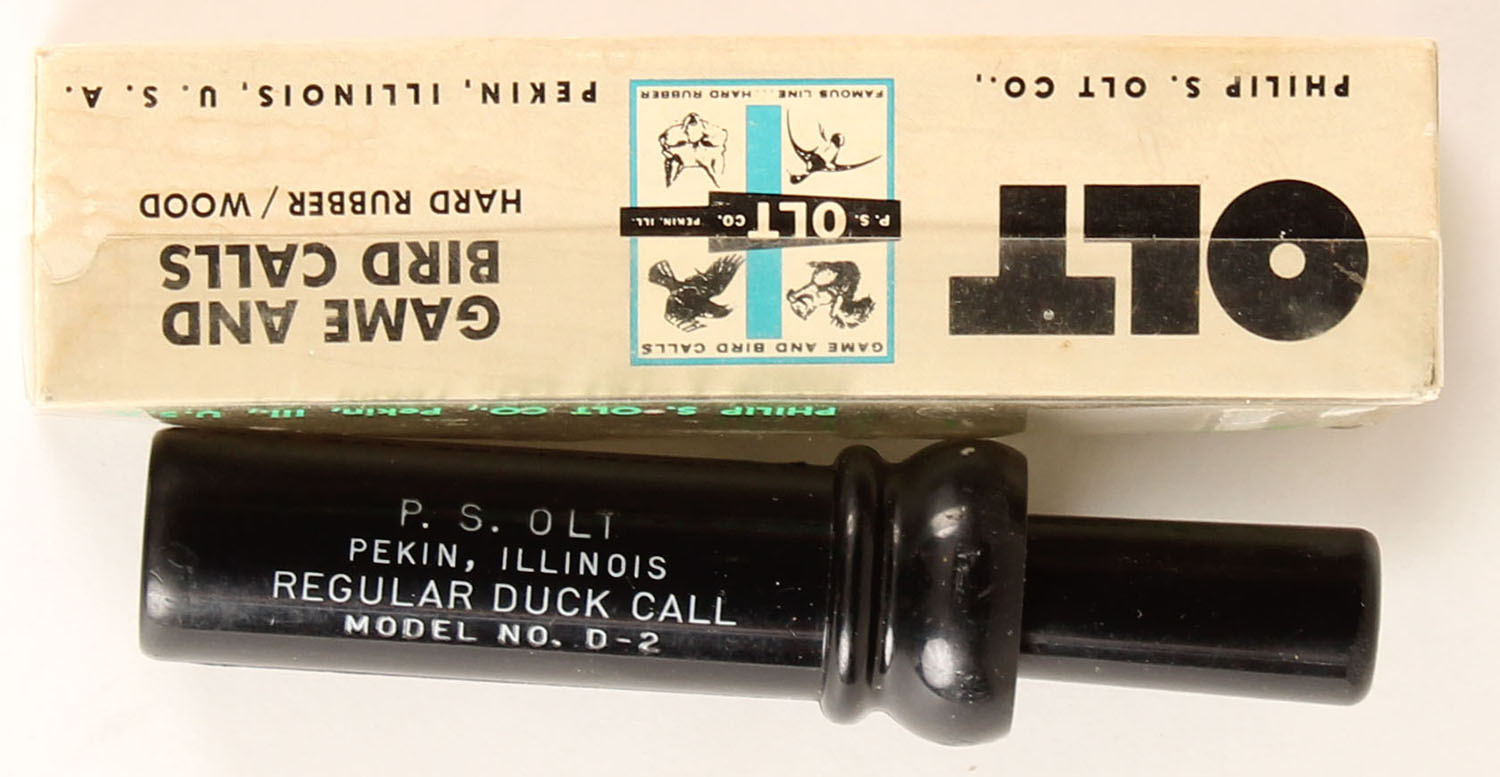 OLT
PHILIP S. OLT CO.,
GAME AND BIRD CALLS
P. S. OLT CO. PEKIN, ILL.
FAMOUS LINE... HARD RUBBER
GAME AND
BIRD CALLS
HARD RUBBER / WOOD
PEKIN, ILLINOIS, U. S. A.
PHILIP S. OLT CO., Pekin, Ill., U.S.
P. S. OLT
PEKIN, ILLINOIS
REGULAR DUCK CALL
MODEL NO. D-2